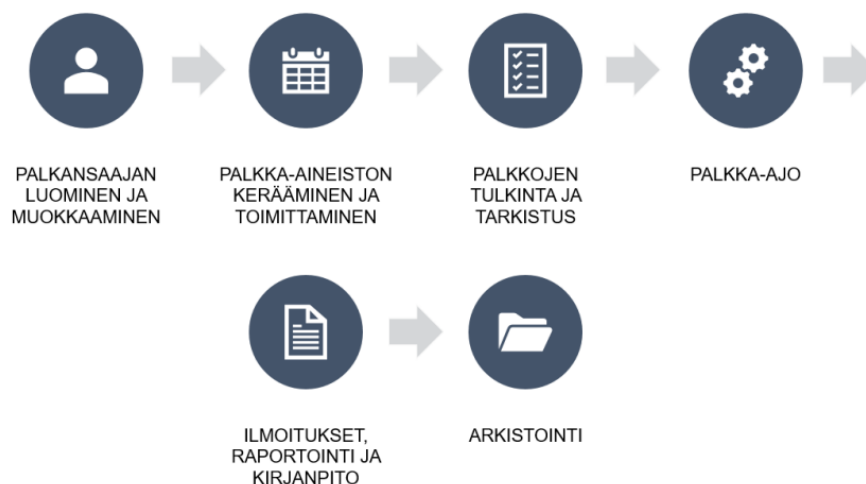 PALKANSAAJAN
LUOMINEN JA
MUOKKAAMINEN
PALKKA-AINEISTON
KERÄÄMINEN JA
TOIMITTAMINEN
PALKKOJEN
TULKINTA JA
TARKISTUS
PALKKA-AJO
ILMOITUKSET,
RAPORTOINTI JA
KIRJANPITO
ARKISTOINTI